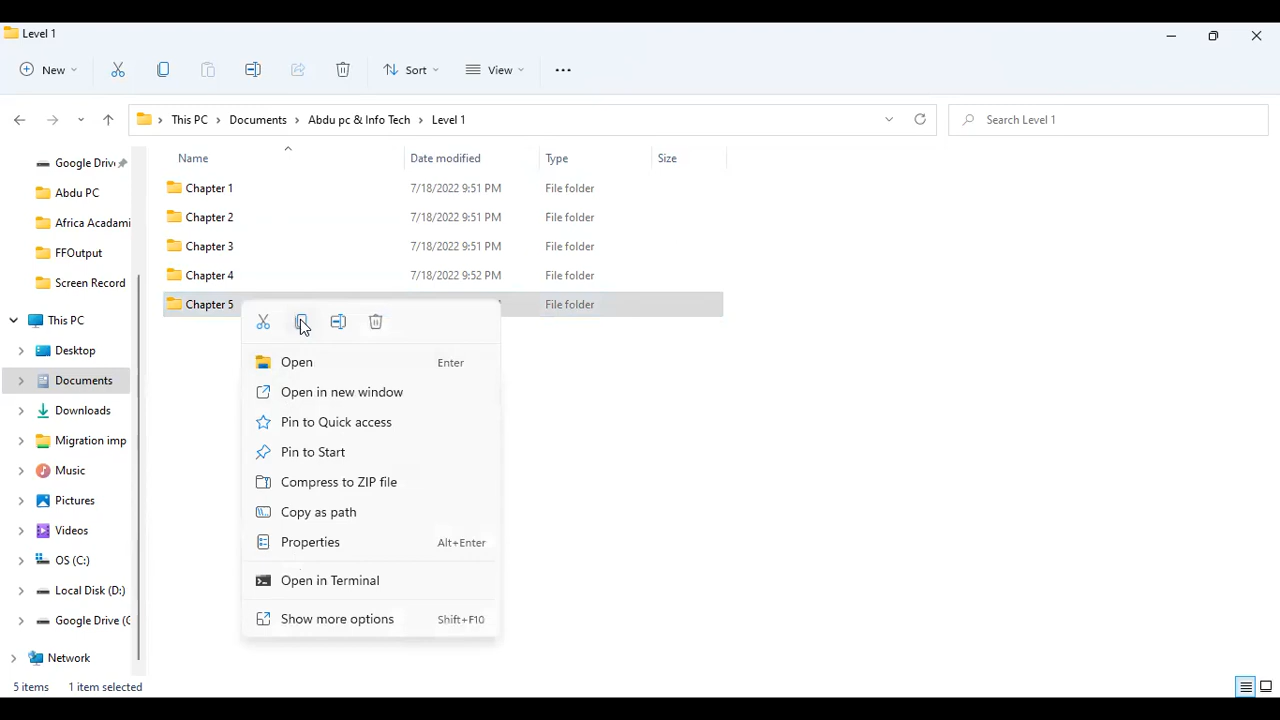 Level 1
New
Sort
View
This PC > Documents > Abdu pc & Info Tech > Level 1
Search Level 1
Name Date modified Type Size
Chapter 1 7/18/2022 9:51 PM File folder
Chapter 2 7/18/2022 9:51 PM File folder
Chapter 3 7/18/2022 9:51 PM File folder
Chapter 4 7/18/2022 9:52 PM File folder
Chapter 5 File folder
Google Driv
Abdu PC
Africa Acadami
FFOutput
Screen Record
This PC
Desktop
Documents
Downloads
Migration imp
Music
Pictures
Videos
OS (C:)
Local Disk (D:)
Google Drive (G
Network
Open Enter
Open in new window
Pin to Quick access
Pin to Start
Compress to ZIP file
Copy as path
Properties Alt+Enter
Open in Terminal
Show more options Shift+F10
5 items 1 item selected